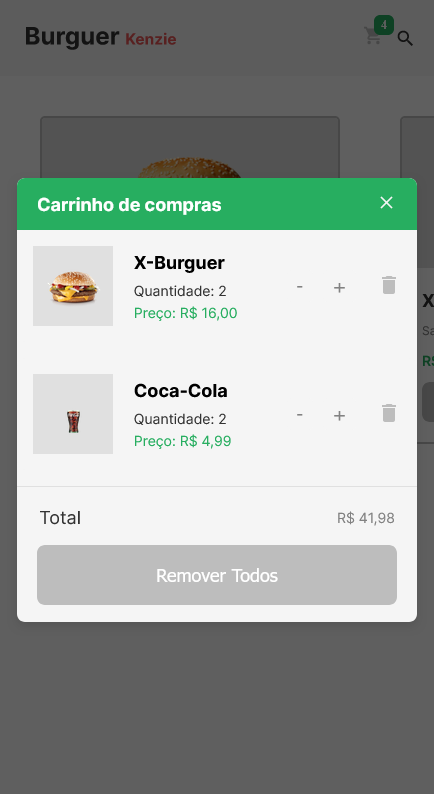 Burguer Kenzie
4
Carrinho de compras
X-Burguer
Quantidade: 2
Preço: R$ 16,00
- +
Coca-Cola
Quantidade: 2
Preço: R$ 4,99
- +
Total
R$ 41,98
Remover Todos
X
Sa
R$